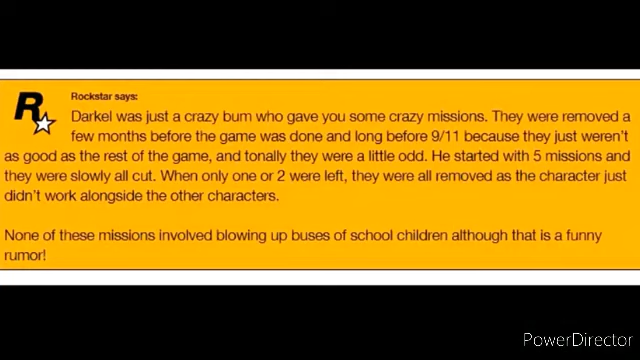 R
Rockstar says:
Darkel was just a crazy bum who gave you some crazy missions. They were removed a
few months before the game was done and long before 9/11 because they just weren't
as good as the rest of the game, and tonally they were a little odd. He started with 5 missions and
they were slowly all cut. When only one or 2 were left, they were all removed as the character just
didn't work alongside the other characters.
None of these missions involved blowing up buses of school children although that is a funny
rumor!
PowerDirector